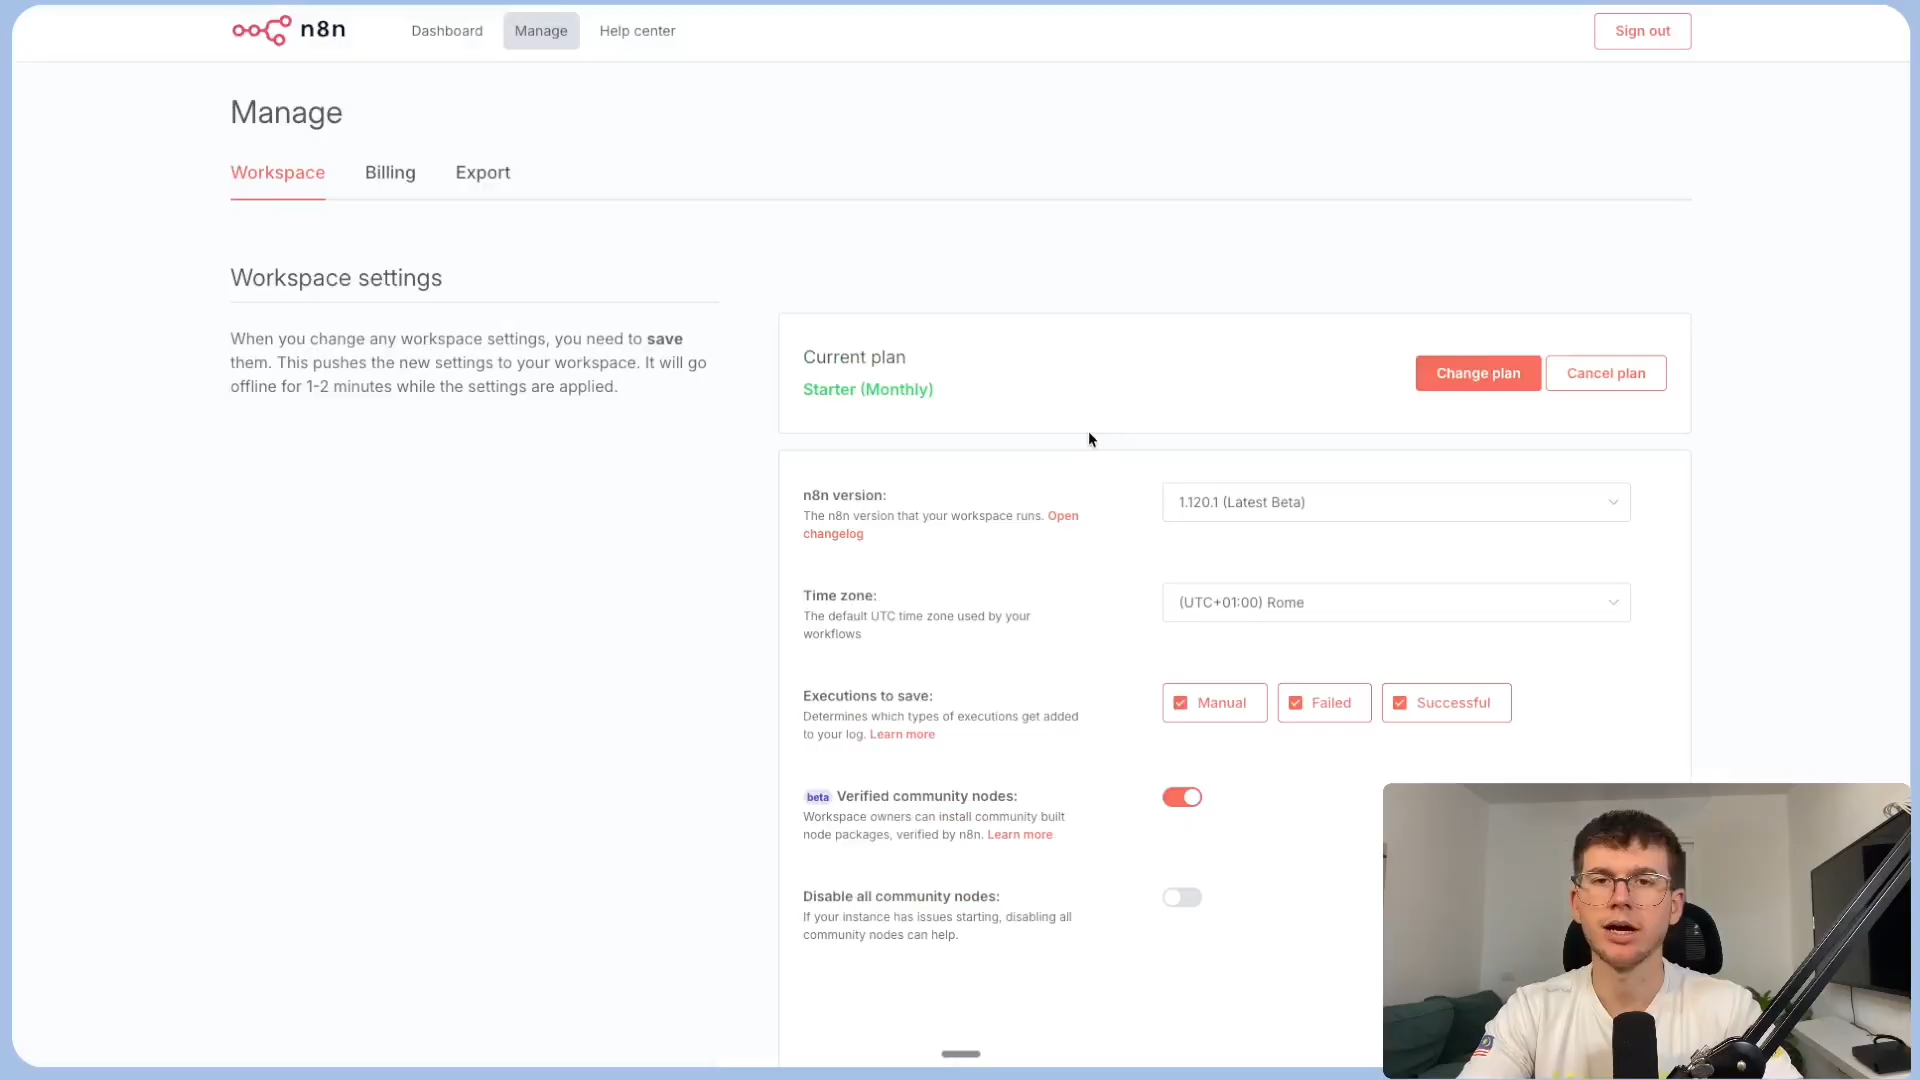 n8n
Dashboard
Manage
Help center
Sign out
Manage
Workspace
Billing
Export
Workspace settings
When you change any workspace settings, you need to save
them. This pushes the new settings to your workspace. It will go
offline for 1-2 minutes while the settings are applied.
Current plan
Starter (Monthly)
Change plan
Cancel plan
n8n version:
The n8n version that your workspace runs. Open
changelog
1.120.1 (Latest Beta)
Time zone:
The default UTC time zone used by your
workflows
(UTC+01:00) Rome
Executions to save:
Determines which types of executions get added
to your log. Learn more
Manual
Failed
Successful
beta Verified community nodes:
Workspace owners can install community built
node packages, verified by n8n. Learn more
Disable all community nodes:
If your instance has issues starting, disabling all
community nodes can help.